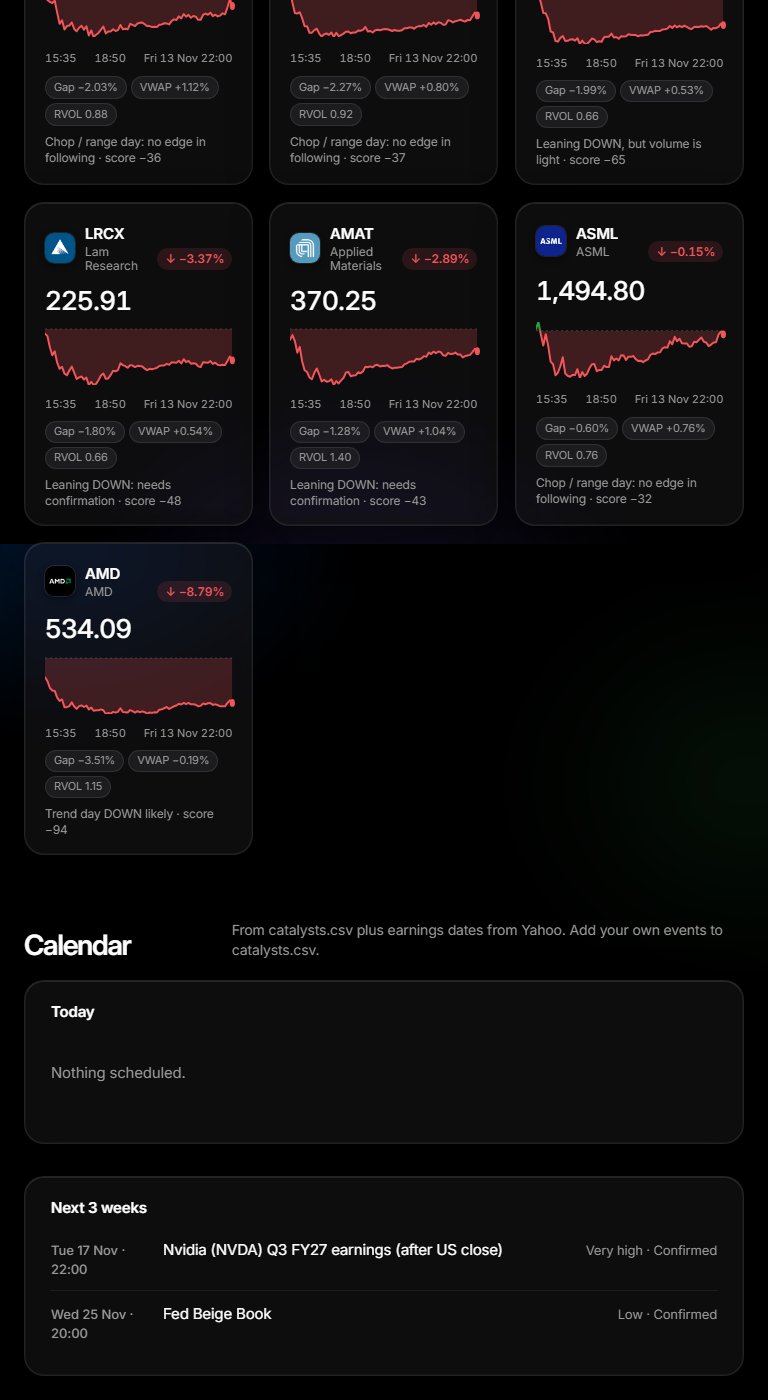 15:35 18:50 Fri 13 Nov 22:00
Gap −2.03% VWAP +1.12%
RVOL 0.88
Chop / range day: no edge in
following · score −36
15:35 18:50 Fri 13 Nov 22:00
Gap −2.27% VWAP +0.80%
RVOL 0.92
Chop / range day: no edge in
following · score −37
15:35 18:50 Fri 13 Nov 22:00
Gap −1.99% VWAP +0.53%
RVOL 0.66
Leaning DOWN, but volume is
light · score −65
LRCX
Lam
Research
↓ −3.37%
225.91
15:35 18:50 Fri 13 Nov 22:00
Gap −1.80% VWAP +0.54%
RVOL 0.66
Leaning DOWN: needs
confirmation · score −48
AMAT
Applied
Materials
↓ −2.89%
370.25
15:35 18:50 Fri 13 Nov 22:00
Gap −1.28% VWAP +1.04%
RVOL 1.40
Leaning DOWN: needs
confirmation · score −43
ASML
ASML
ASML
↓ −0.15%
1,494.80
15:35 18:50 Fri 13 Nov 22:00
Gap −0.60% VWAP +0.76%
RVOL 0.76
Chop / range day: no edge in
following · score −32
AMD
AMD
AMD
↓ −8.79%
534.09
15:35 18:50 Fri 13 Nov 22:00
Gap −3.51% VWAP −0.19%
RVOL 1.15
Trend day DOWN likely · score
−94
Calendar
From catalysts.csv plus earnings dates from Yahoo. Add your own events to
catalysts.csv.
Today
Nothing scheduled.
Next 3 weeks
Tue 17 Nov ·
22:00
Nvidia (NVDA) Q3 FY27 earnings (after US close)
Very high · Confirmed
Wed 25 Nov ·
20:00
Fed Beige Book
Low · Confirmed